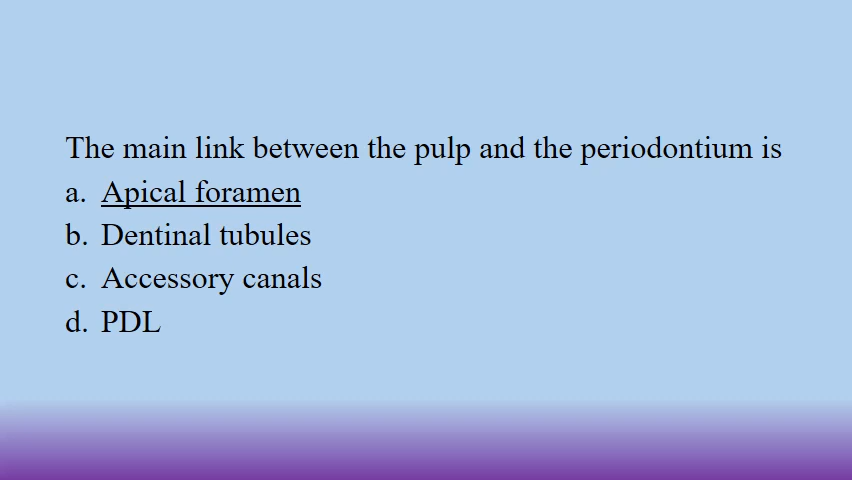 The main link between the pulp and the periodontium is
a. Apical foramen
b. Dentinal tubules
c. Accessory canals
d. PDL